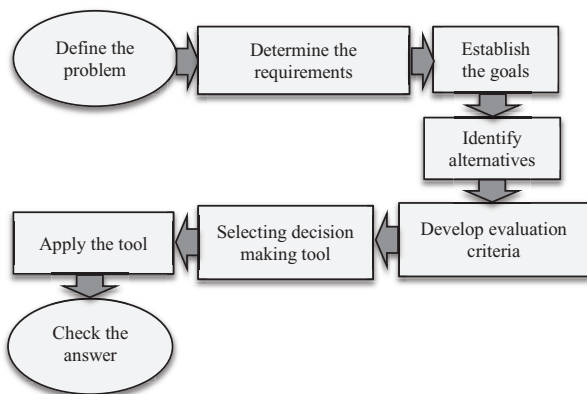 Define the
problem
Determine the
requirements
Establish
the goals
Identify
alternatives
Develop evaluation
criteria
Selecting decision
making tool
Apply the tool
Check the
answer